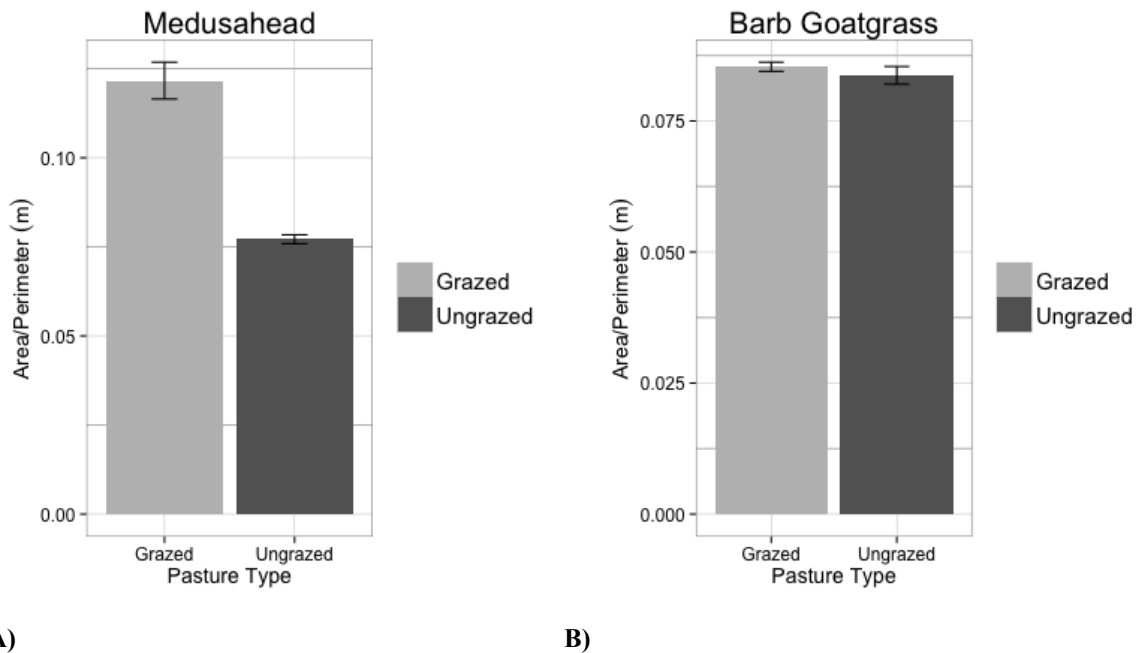 Medusahead
0.10
0.05
0.00
Area/Perimeter (m)
Grazed
Ungrazed
Grazed Ungrazed
Pasture Type
A)
Barb Goatgrass
0.075
0.050
0.025
0.000
Area/Perimeter (m)
Grazed
Ungrazed
Grazed Ungrazed
Pasture Type
B)